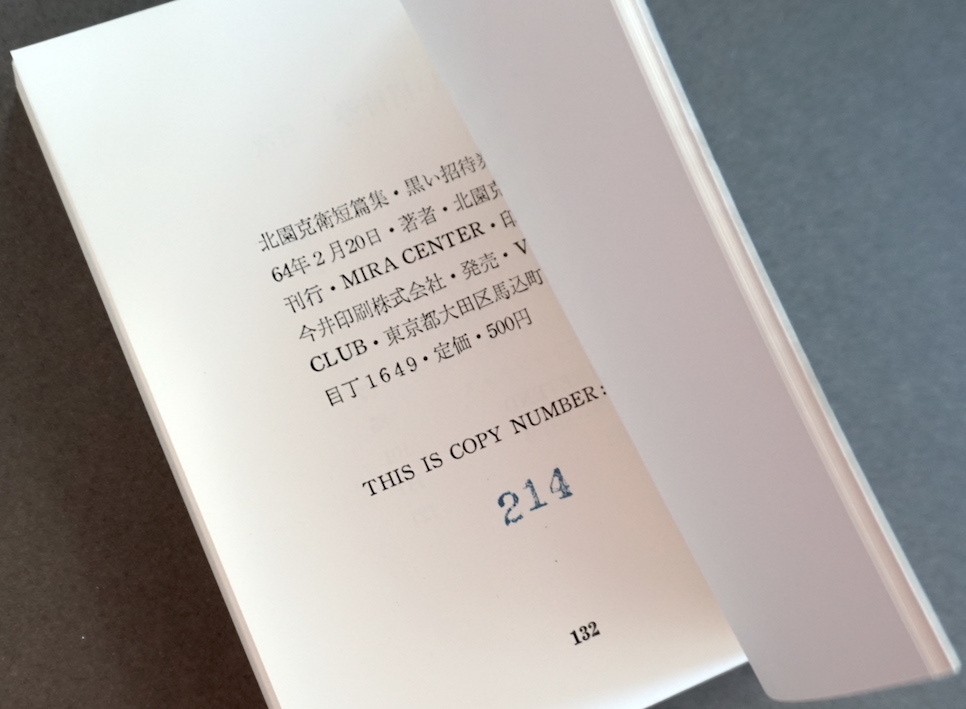 北園克衛短篇集・黒い招待
64年2月20日・著者・北園克
刊行・MIRA CENTER・印
今井印刷株式会社・発売・V
CLUB・東京都大田区馬込町
目丁1649・定価・500円
THIS IS COPY NUMBER:
214
132